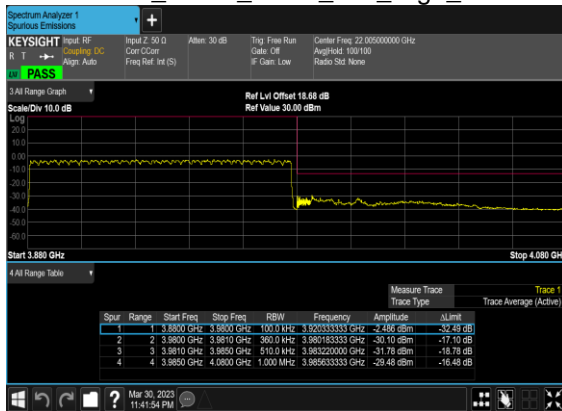 Spectrum Analyzer 1
Spurious Emissions
KEYSIGHT Input: RF Input Z: 50 Ω Atten: 30 dB Trig: Free Run Center Freq: 22.005000000 GHz
R T Coupling: DC Corr CCorr Gate: Off Avg|Hold: 100/100
Align: Auto Freq Ref: Int (S) IF Gain: Low Radio Std: None
PASS
3 All Range Graph Ref Lvl Offset 18.68 dB
Scale/Div 10.0 dB Ref Value 30.00 dBm
Log
20.0
10.0
0.00
-10.0
-20.0
-30.0
-40.0
-50.0
-60.0
Start 3.880 GHz Stop 4.080 GHz
4 All Range Table
Measure Trace Trace 1
Trace Type Trace Average (Active)
Spur Range Start Freq Stop Freq RBW Frequency Amplitude ΔLimit
1 1 3.8800 GHz 3.9800 GHz 100.0 kHz 3.920333333 GHz -2.486 dBm -32.49 dB
2 2 3.9800 GHz 3.9810 GHz 360.0 kHz 3.980183333 GHz -30.10 dBm -17.10 dB
3 3 3.9810 GHz 3.9850 GHz 510.0 kHz 3.983220000 GHz -31.78 dBm -18.78 dB
4 4 3.9850 GHz 4.0800 GHz 1.000 MHz 3.985633333 GHz -29.48 dBm -16.48 dB
Mar 30, 2023
11:41:54 PM